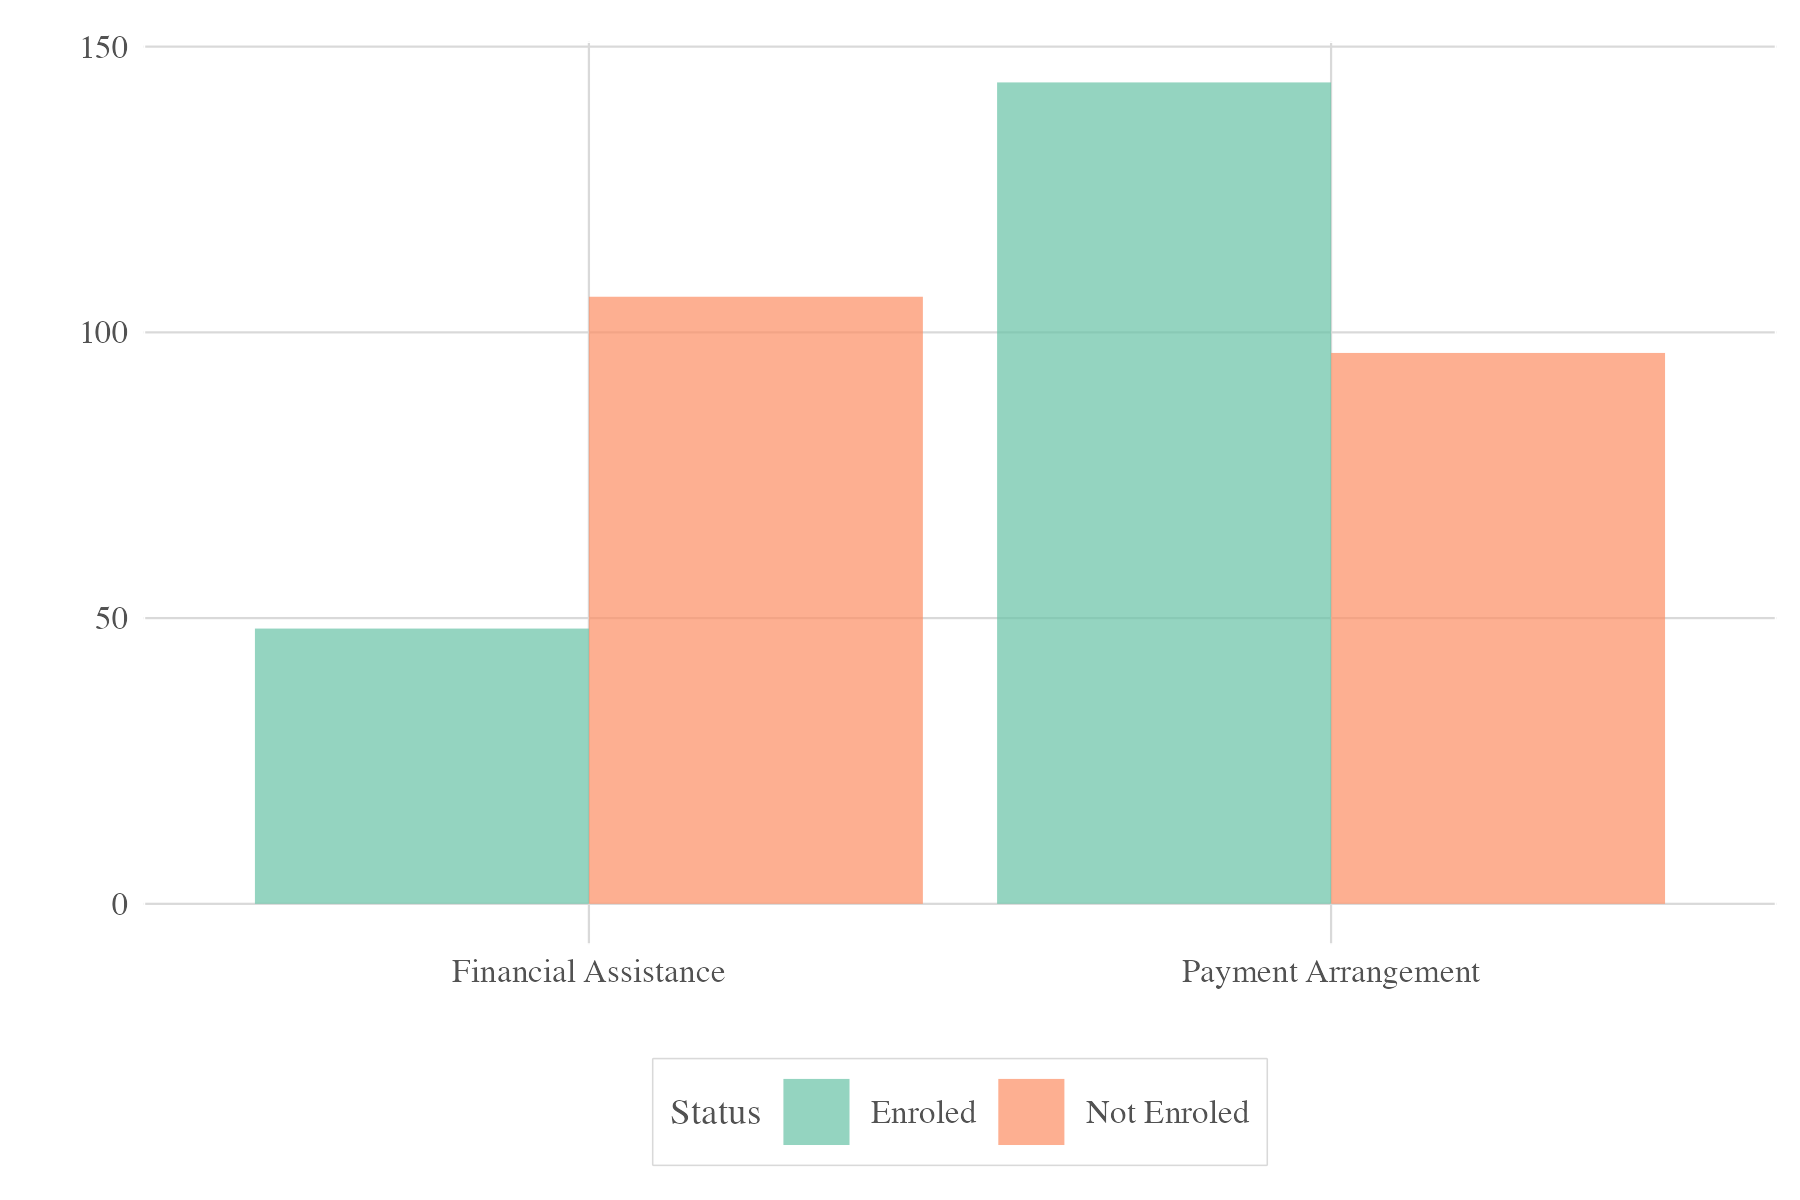 150
100
50
0
Financial Assistance Payment Arrangement
Status Enroled Not Enroled